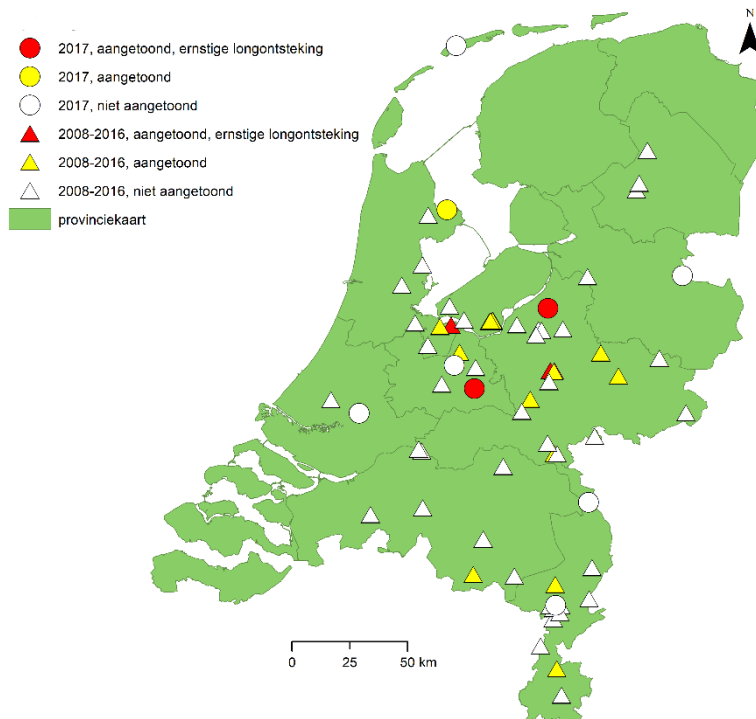 N
2017, aangetoond, ernstige longontsteking
2017, aangetoond
2017, niet aangetoond
2008-2016, aangetoond, ernstige longontsteking
2008-2016, aangetoond
2008-2016, niet aangetoond
provinciekaart
0 25 50 km